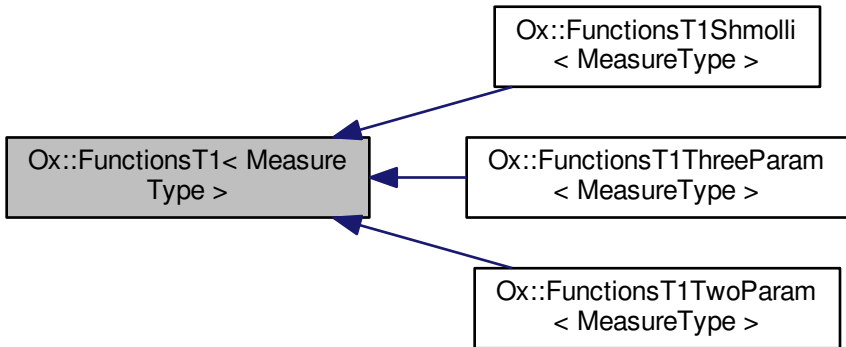 Ox::FunctionsT1Shmolli
< MeasureType >
Ox::FunctionsT1< Measure
Type >
Ox::FunctionsT1ThreeParam
< MeasureType >
Ox::FunctionsT1TwoParam
< MeasureType >